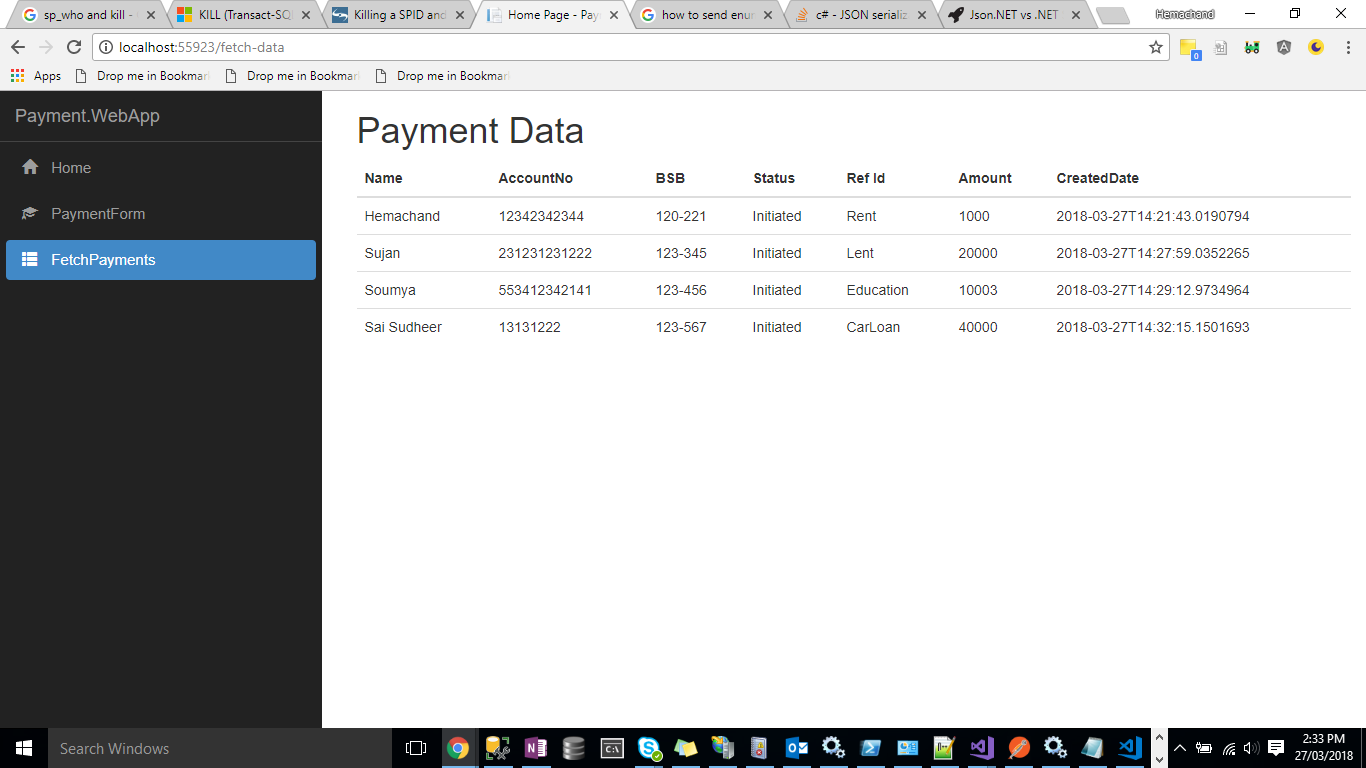 sp_who and kill -
KILL (Transact-SQ
Killing a SPID and
Home Page - Pay
how to send enur
c# - JSON serializ
Json.NET vs .NET
Hemachand
localhost:55923/fetch-data
0
Apps
Drop me in Bookmar
Drop me in Bookmar
Drop me in Bookmar
Payment.WebApp
Home
PaymentForm
FetchPayments
Payment Data
Name AccountNo BSB Status Ref Id Amount CreatedDate
Hemachand 12342342344 120-221 Initiated Rent 1000 2018-03-27T14:21:43.0190794
Sujan 231231231222 123-345 Initiated Lent 20000 2018-03-27T14:27:59.0352265
Soumya 553412342141 123-456 Initiated Education 10003 2018-03-27T14:29:12.9734964
Sai Sudheer 13131222 123-567 Initiated CarLoan 40000 2018-03-27T14:32:15.1501693
Search Windows
2:33 PM
27/03/2018